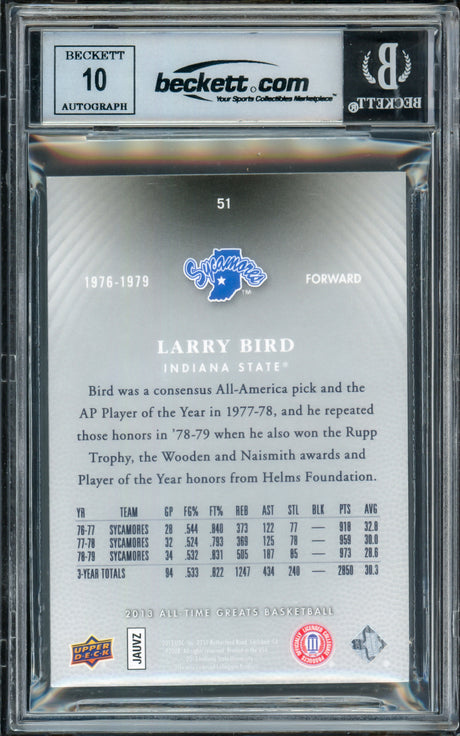 BECKETT
10
AUTOGRAPH
beckett.com
Your Sports Collectibles Marketplace™
B
BECKETT®
51
1976-1979
Sycamores
™
FORWARD
LARRY BIRD
INDIANA STATE®
Bird was a consensus All-America pick and the
AP Player of the Year in 1977-78, and he repeated
those honors in '78-79 when he also won the Rupp
Trophy, the Wooden and Naismith awards and
Player of the Year honors from Helms Foundation.
YR TEAM GP FG% FT% REB AST STL BLK PTS AVG
76-77 SYCAMORES 28 .544 .840 373 122 77 — 918 32.8
77-78 SYCAMORES 32 .524 .793 369 125 78 — 959 30.0
78-79 SYCAMORES 34 .532 .831 505 187 85 — 973 28.6
3-YEAR TOTALS 94 .533 .822 1247 434 240 — 2850 30.3
2013 ALL TIME GREATS BASKETBALL
UPPER
D·E·C·K
JAUVZ
OFFICIALLY LICENSED COLLEGIATE PRODUCTS